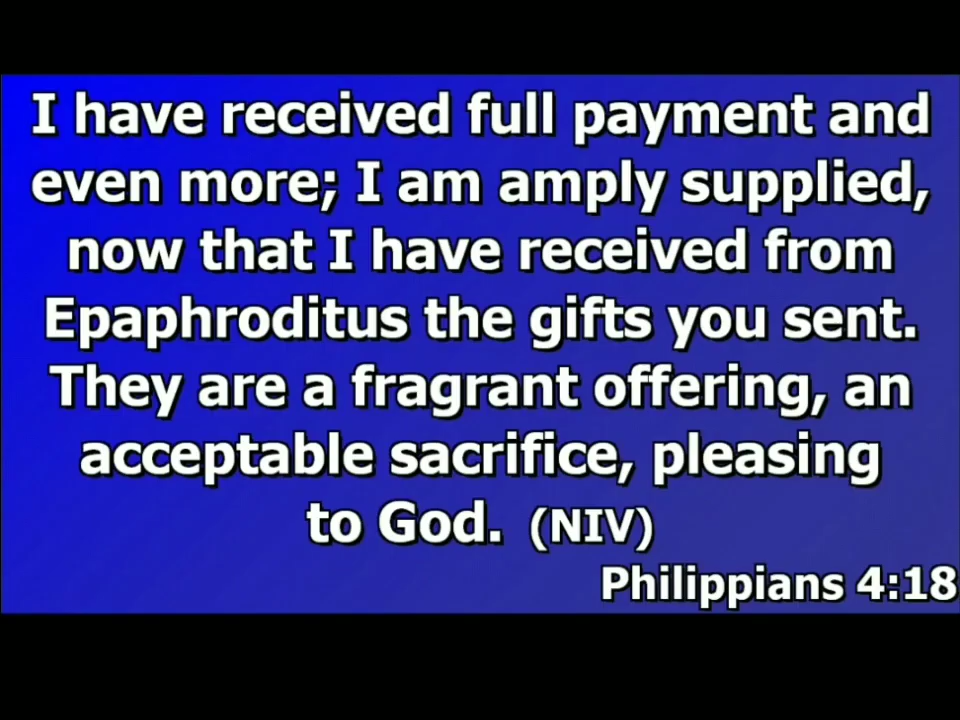 I have received full payment and
even more; I am amply supplied,
now that I have received from
Epaphroditus the gifts you sent.
They are a fragrant offering, an
acceptable sacrifice, pleasing
to God. (NIV)
Philippians 4:18